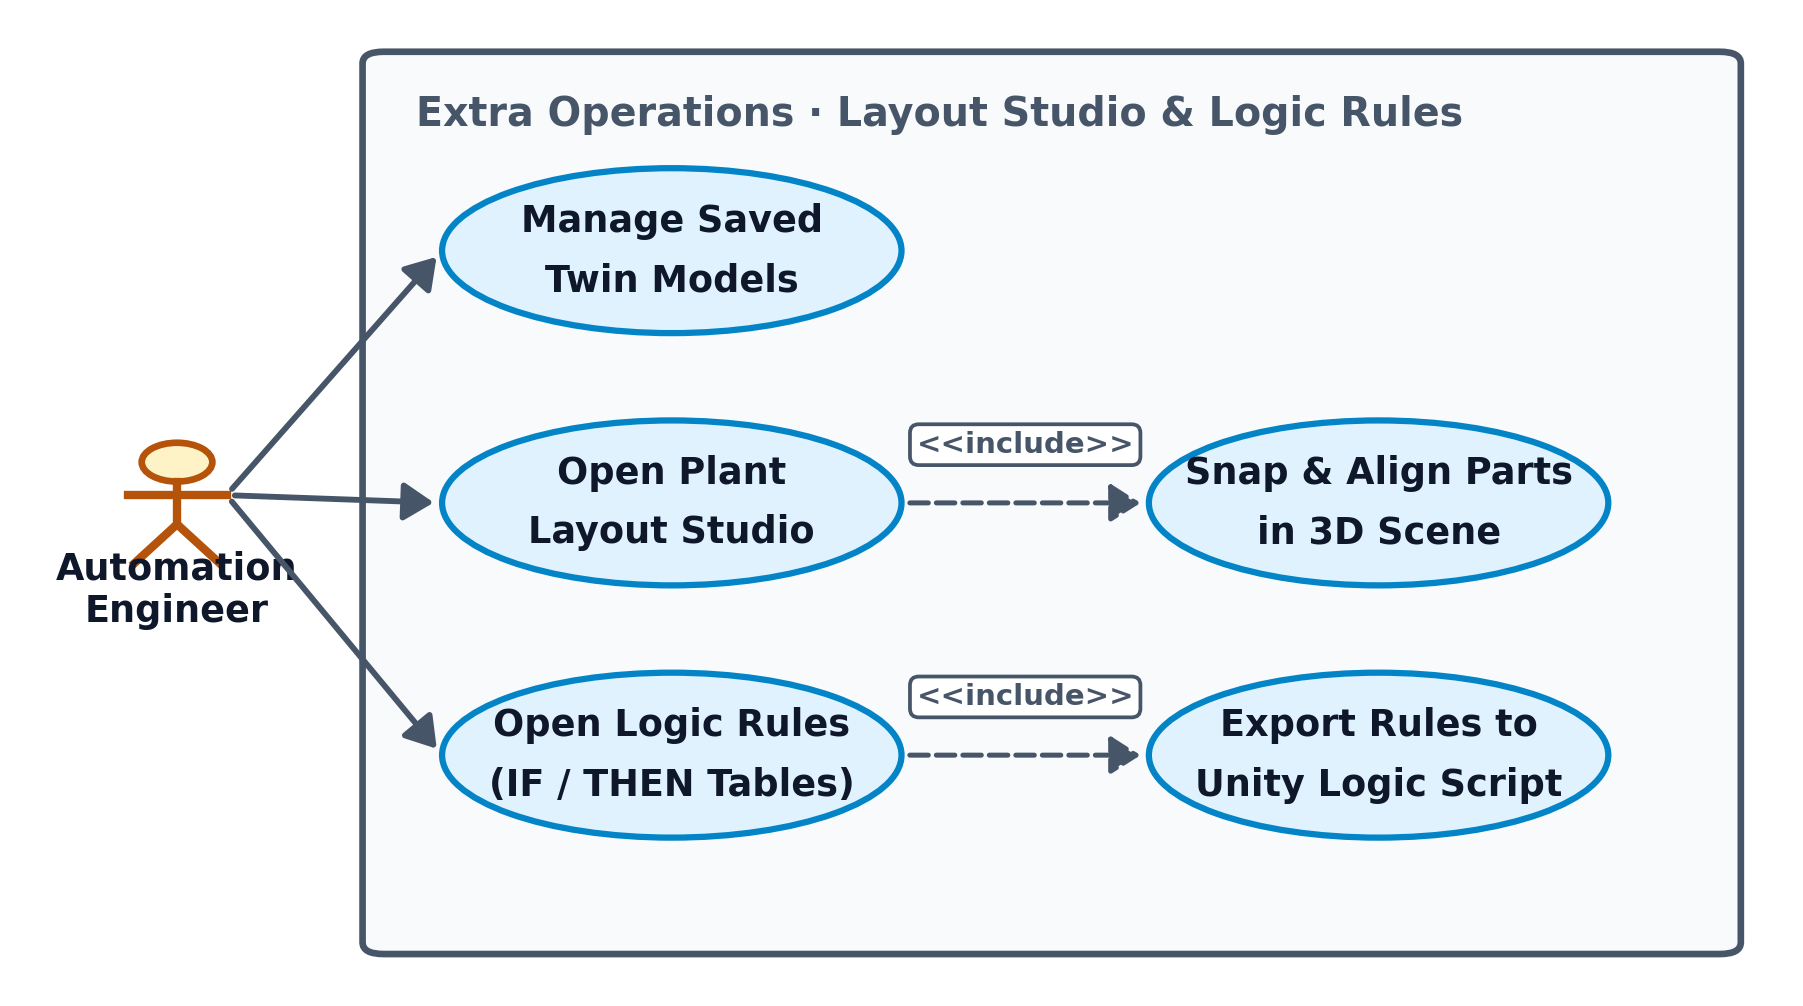 Extra Operations · Layout Studio & Logic Rules
Manage Saved
Twin Models
Automation
Engineer
Open Plant
Layout Studio
<<include>>
Snap & Align Parts
in 3D Scene
Open Logic Rules
(IF / THEN Tables)
<<include>>
Export Rules to
Unity Logic Script